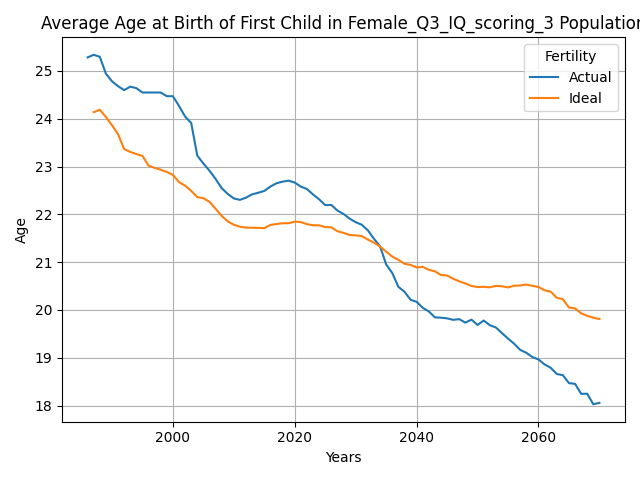 Average Age at Birth of First Child in Female_Q3_IQ_scoring_3 Population
Fertility
Actual
Ideal
25
24
23
22
21
20
19
18
Age
2000
2020
2040
2060
Years